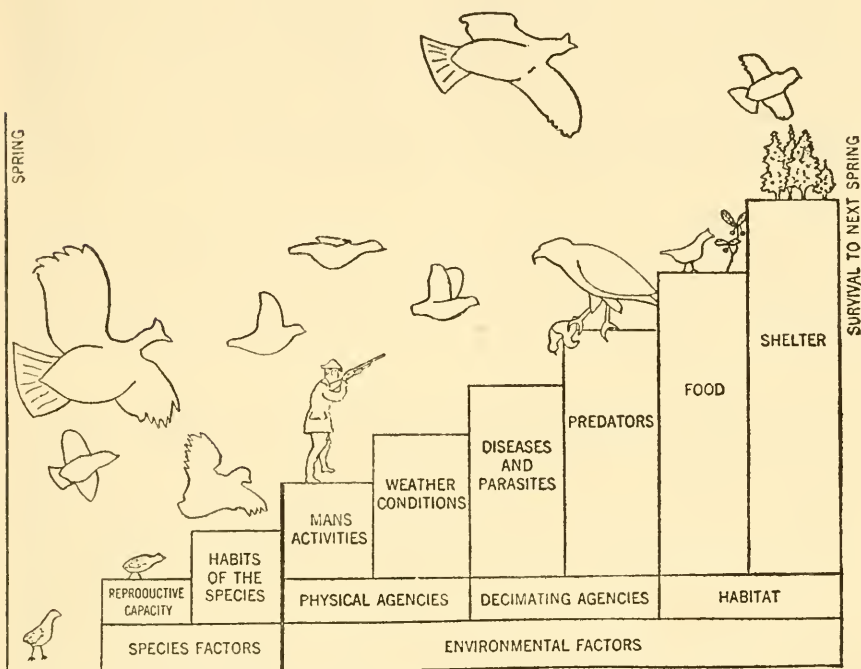 SPRING
REPRODUCTIVE
CAPACITY
HABITS
OF THE
SPECIES
MANS
ACTIVITIES
WEATHER
CONDITIONS
DISEASES
AND
PARASITES
PREDATORS
FOOD
SHELTER
SURVIVAL TO NEXT SPRING
PHYSICAL AGENCIES
DECIMATING AGENCIES
HABITAT
SPECIES FACTORS
ENVIRONMENTAL FACTORS